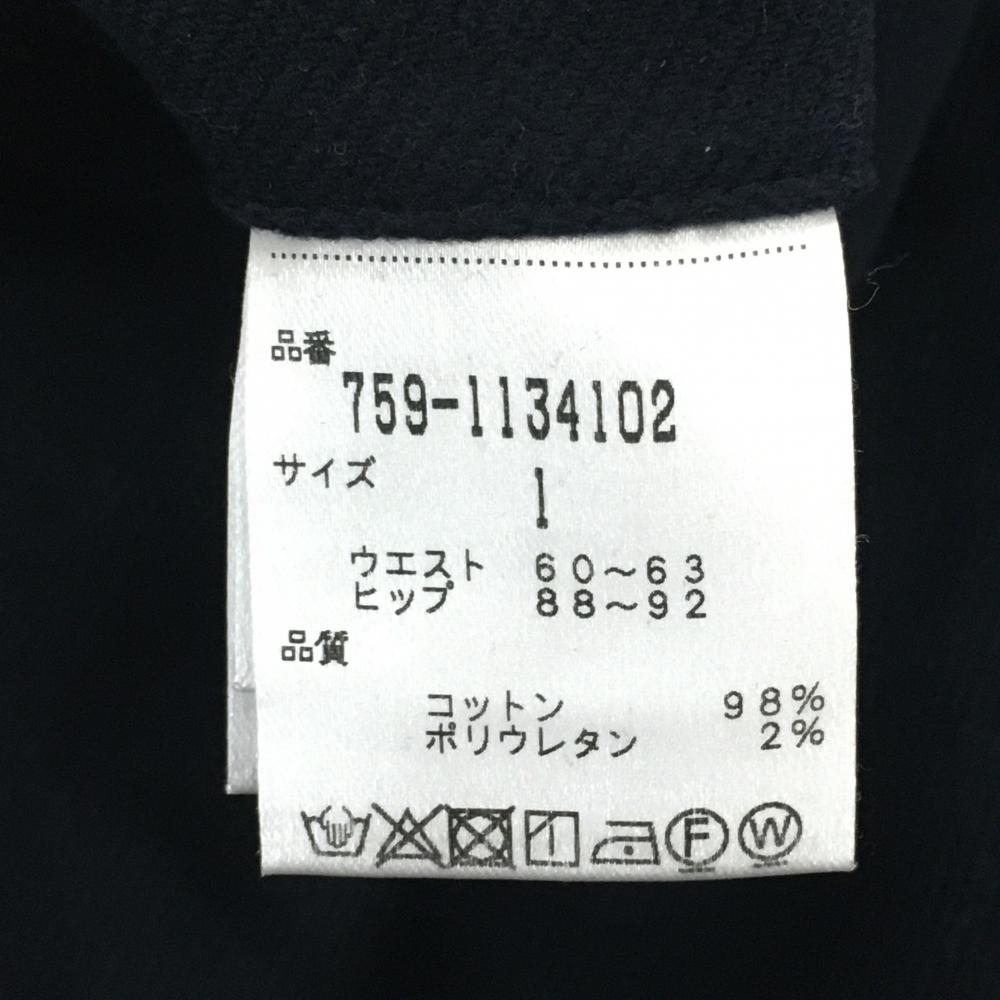 品番
759-1134102
サイズ
1
ウエスト 60～63
ヒップ 88～92
品質
コットン 98%
ポリウレタン 2%
F W